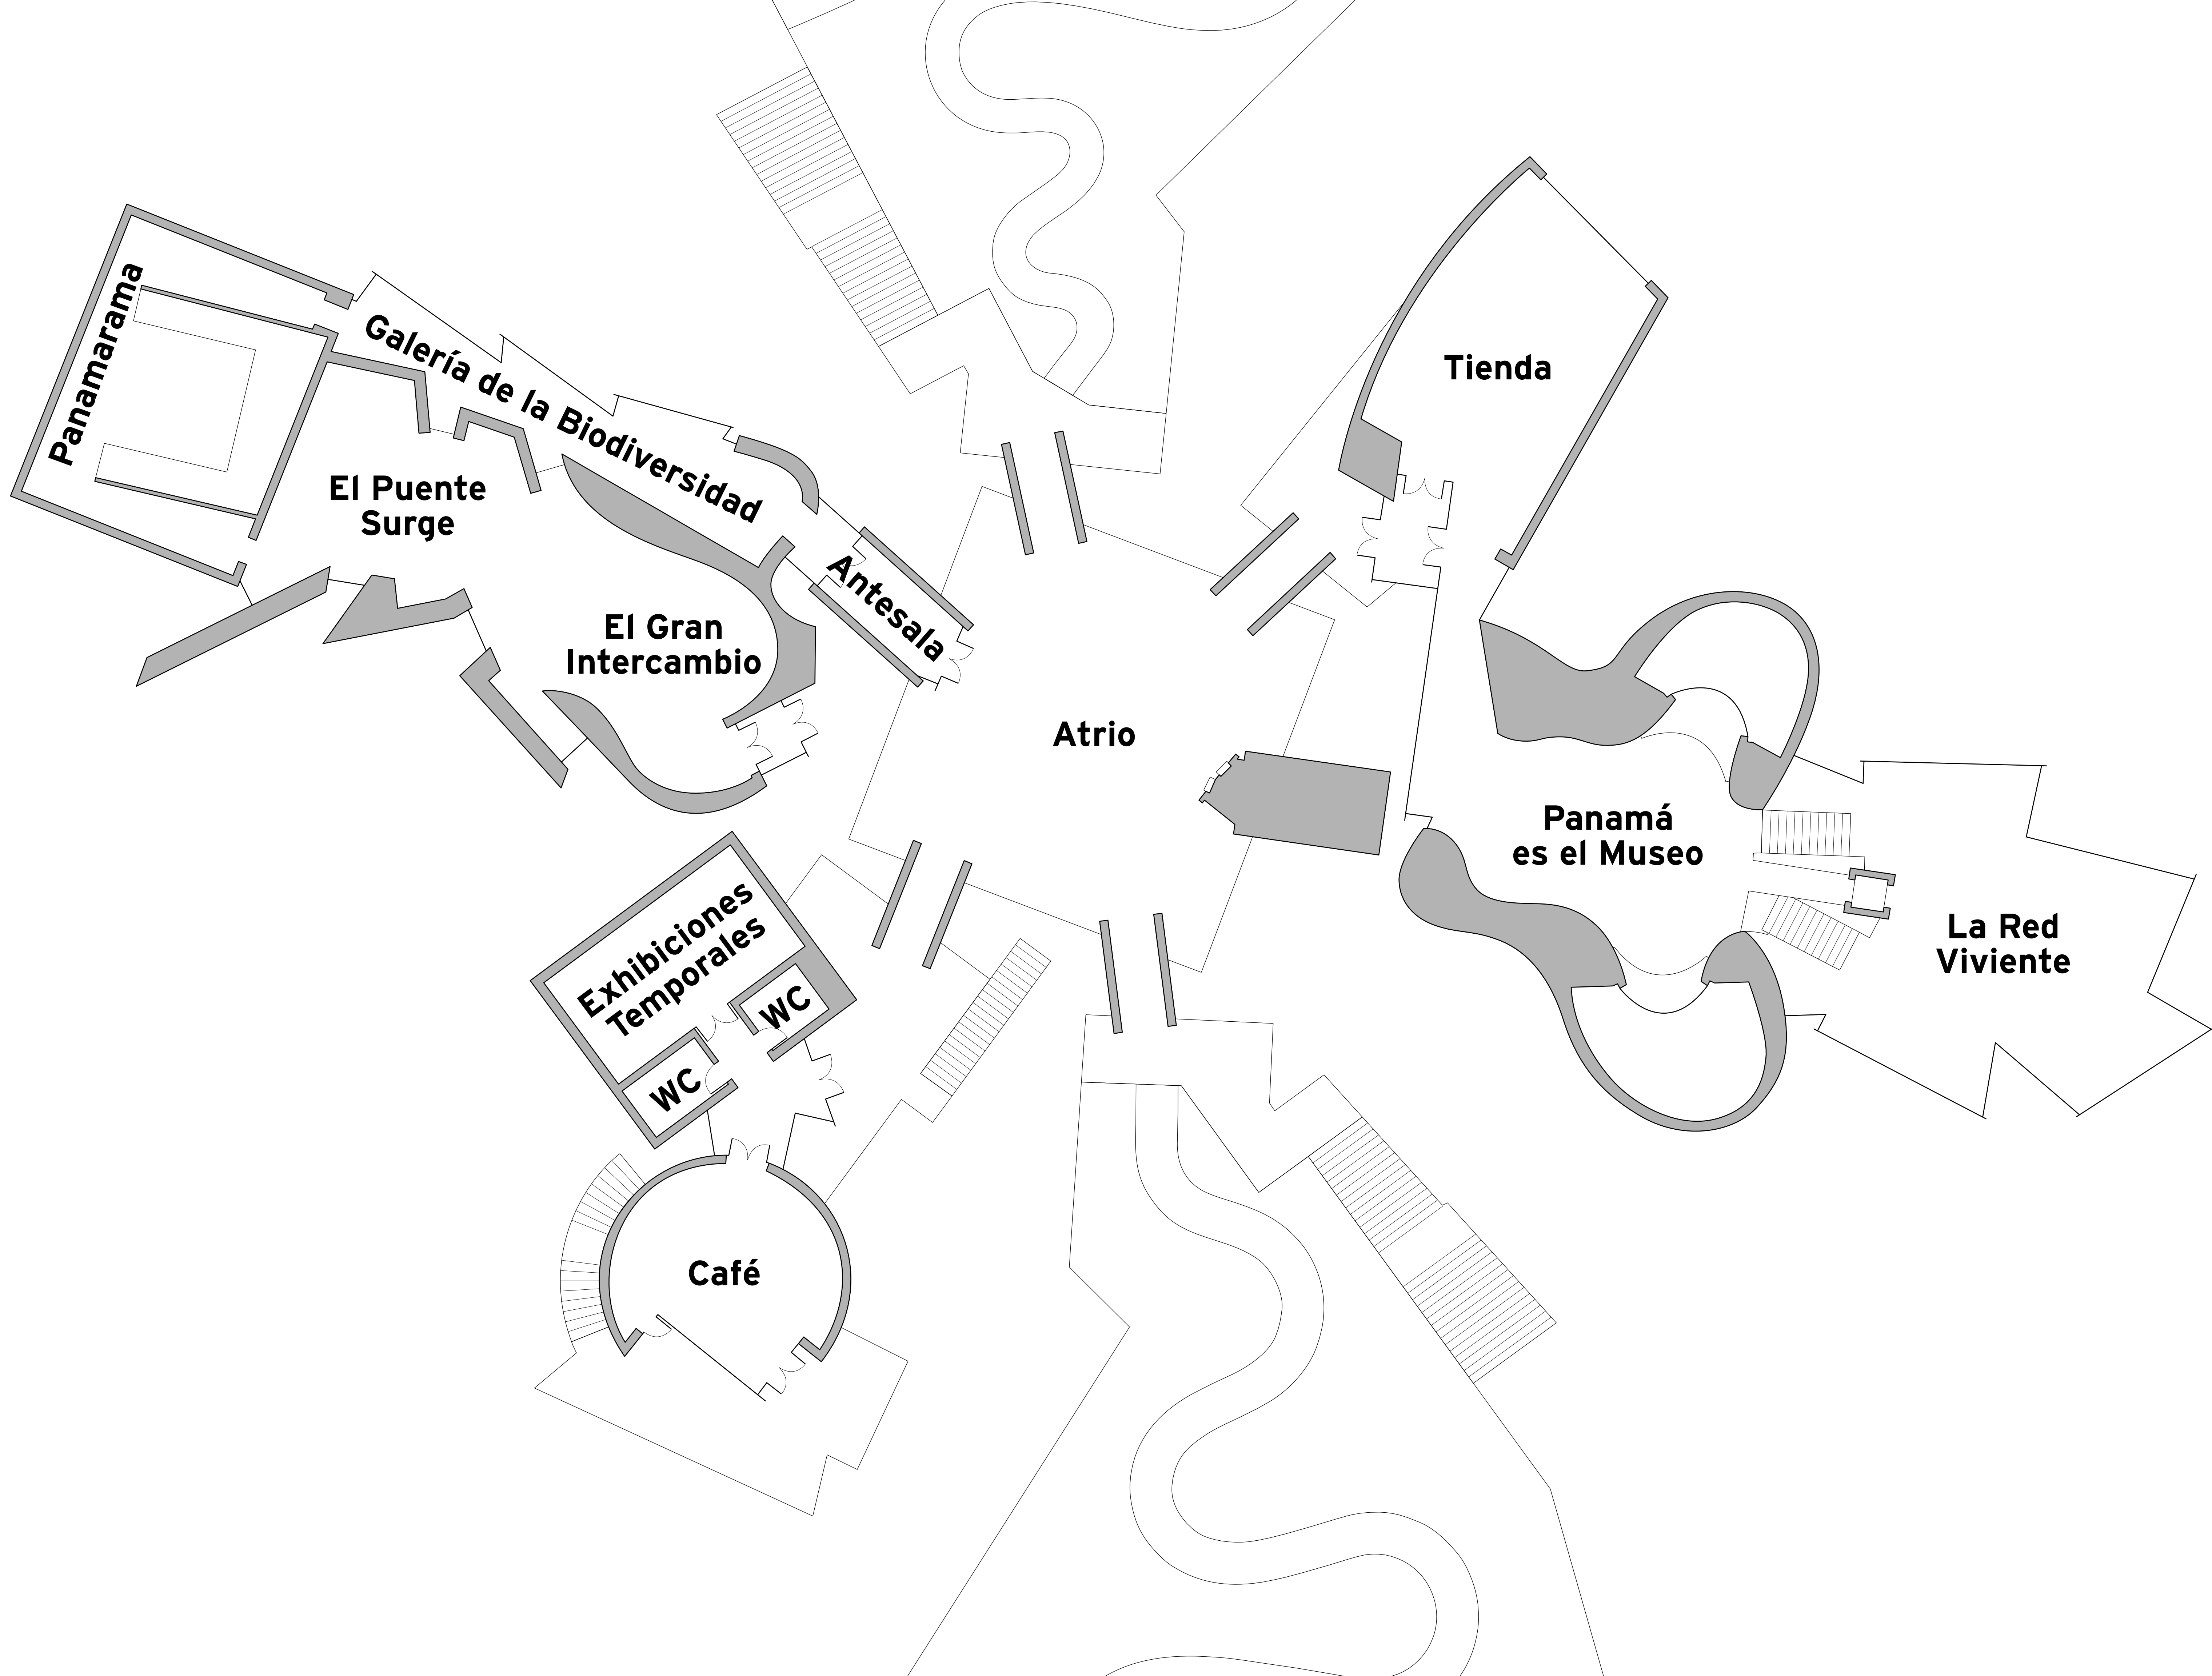 Panamarama
Galería de la Biodiversidad
El Puente
Surge
El Gran
Intercambio
Antesala
Atrio
Tienda
Panamá
es el Museo
La Red
Viviente
Exhibiciones
Temporales
WC
WC
Café